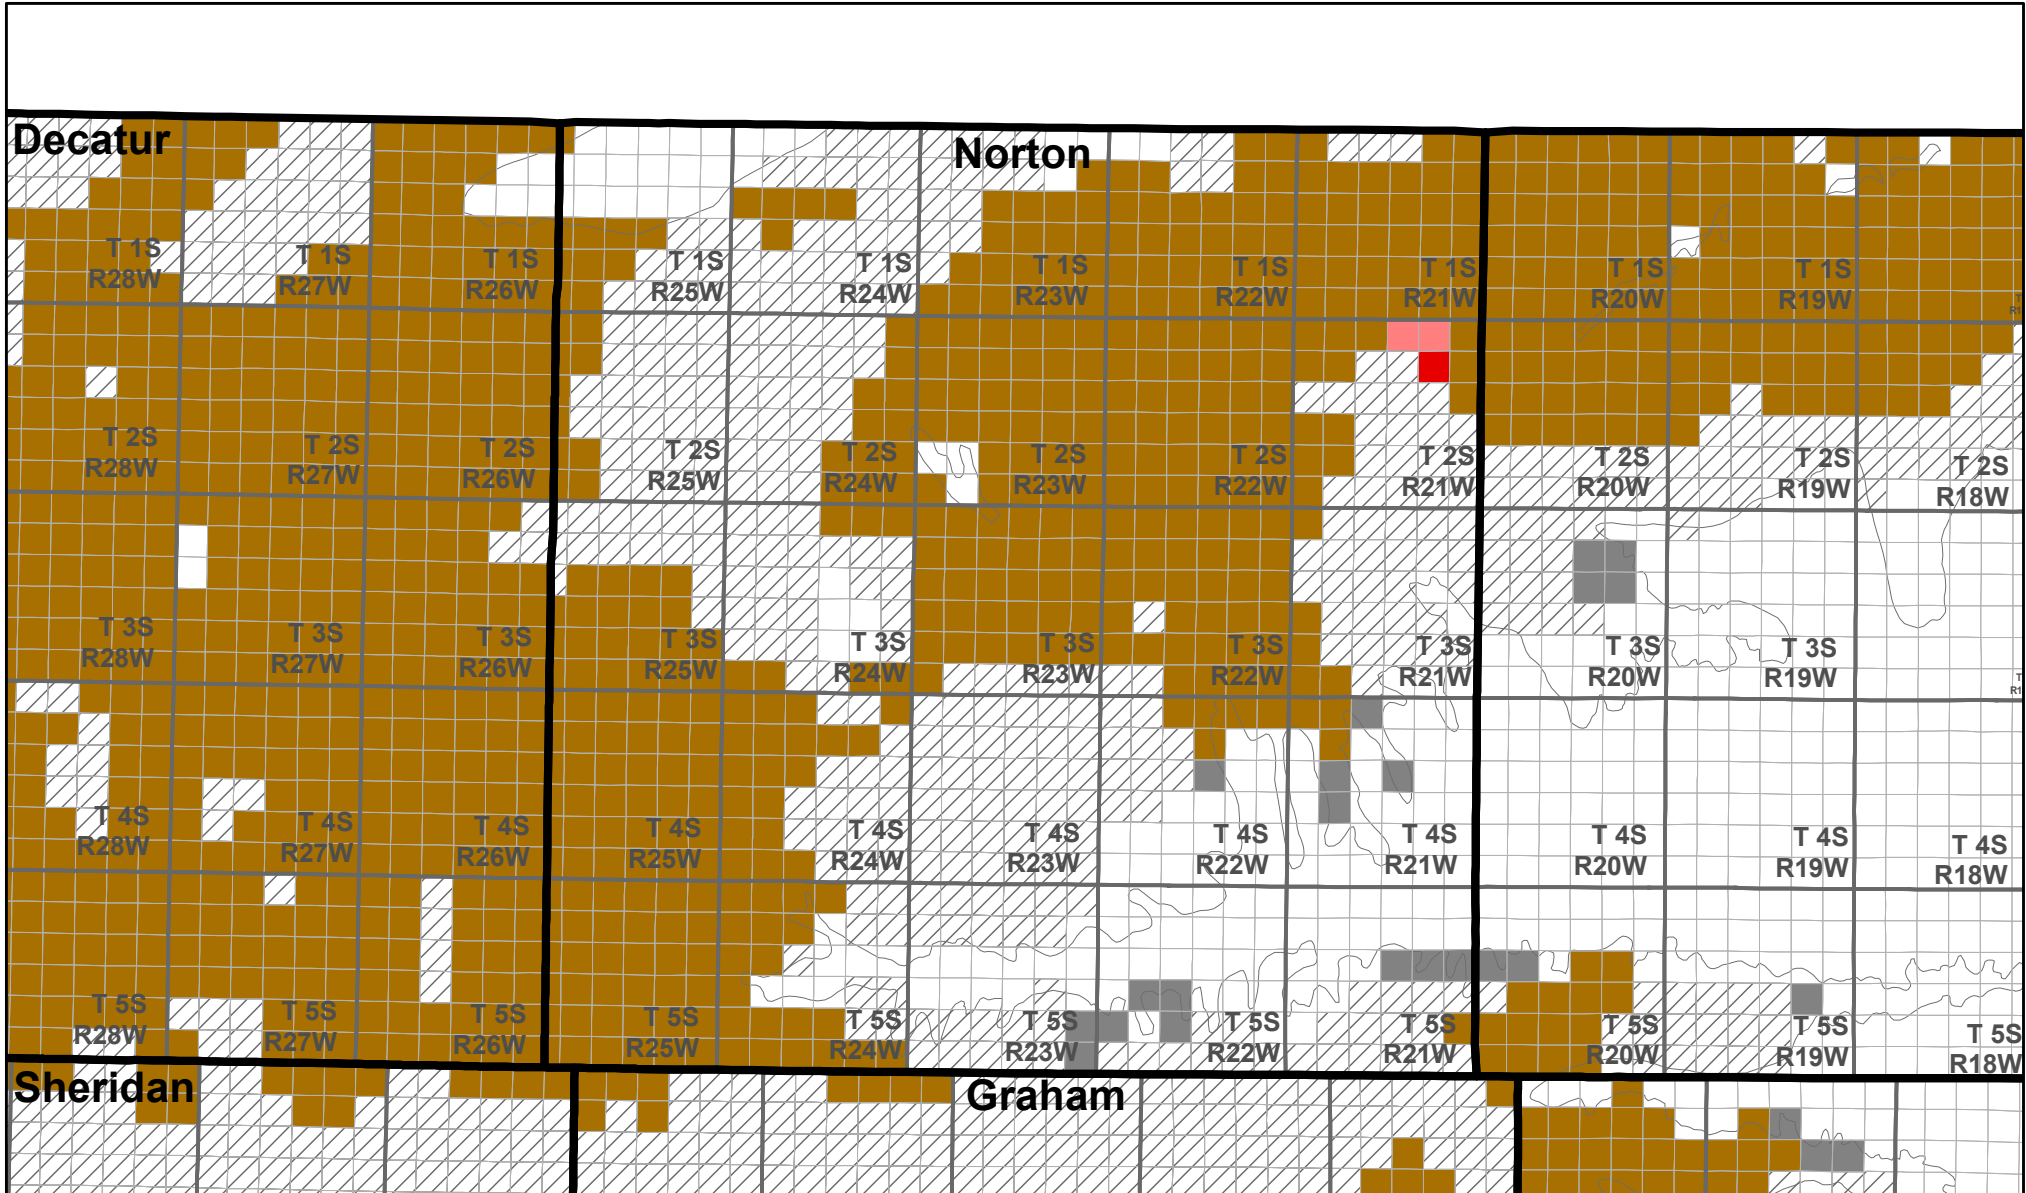 Decatur
Norton
T 1S
R28W
T 1S
R27W
T 1S
R26W
T 1S
R25W
T 1S
R24W
T 1S
R23W
T 1S
R22W
T 1S
R21W
T 1S
R20W
T 1S
R19W
T
R1
T 2S
R28W
T 2S
R27W
T 2S
R26W
T 2S
R25W
T 2S
R24W
T 2S
R23W
T 2S
R22W
T 2S
R21W
T 2S
R20W
T 2S
R19W
T 2S
R18W
T 3S
R28W
T 3S
R27W
T 3S
R26W
T 3S
R25W
T 3S
R24W
T 3S
R23W
T 3S
R22W
T 3S
R21W
T 3S
R20W
T 3S
R19W
T
R1
T 4S
R28W
T 4S
R27W
T 4S
R26W
T 4S
R25W
T 4S
R24W
T 4S
R23W
T 4S
R22W
T 4S
R21W
T 4S
R20W
T 4S
R19W
T 4S
R18W
T 5S
R28W
T 5S
R27W
T 5S
R26W
T 5S
R25W
T 5S
R24W
T 5S
R23W
T 5S
R22W
T 5S
R21W
T 5S
R20W
T 5S
R19W
T 5S
R18W
Sheridan
Graham